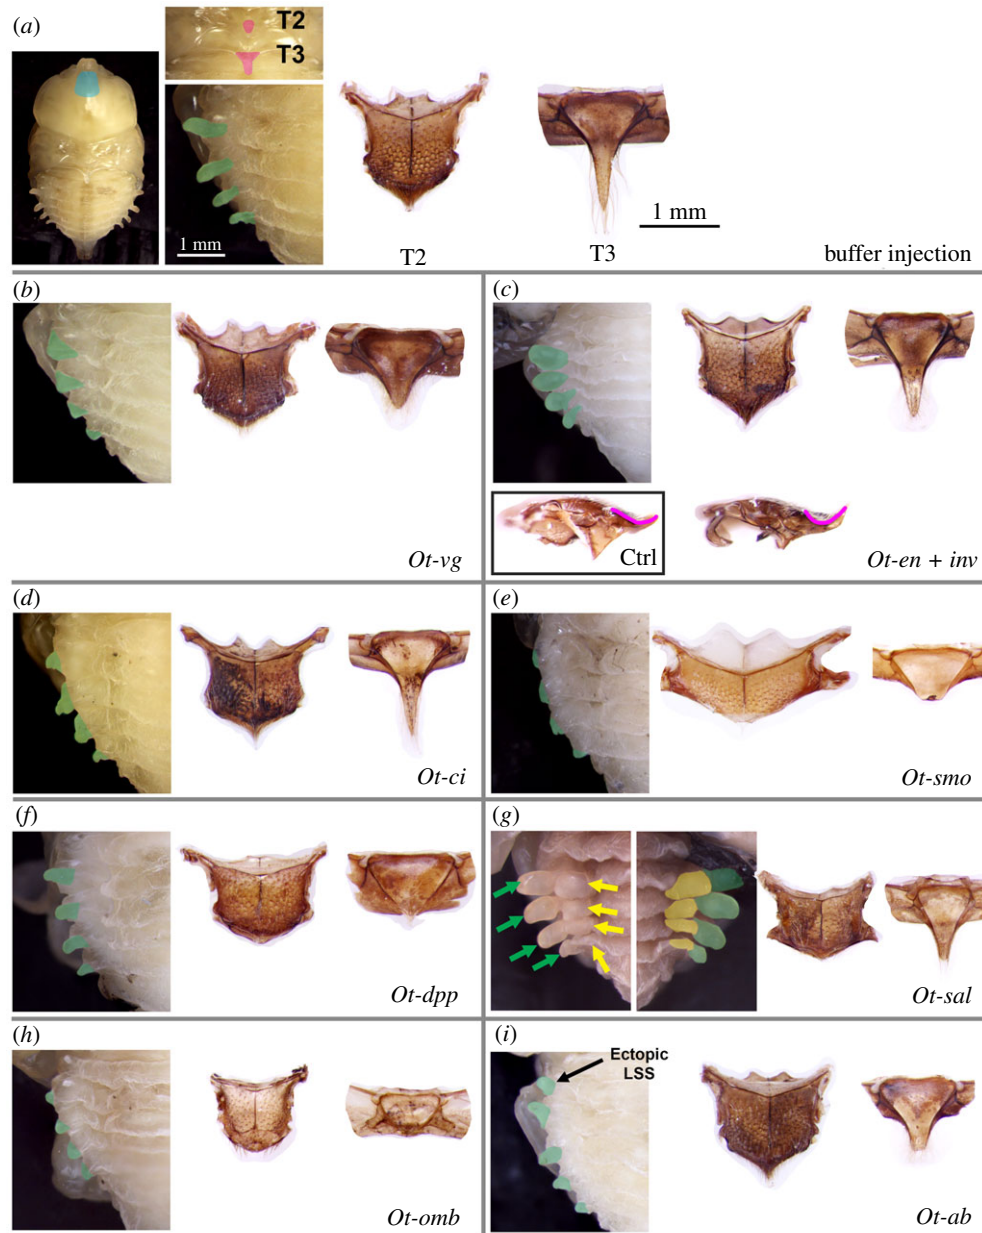 (a)
T2
T3
1 mm
T2
T3
1 mm
buffer injection
(b)
Ot-vg
(c)
Ctrl
Ot-en + inv
(d)
Ot-ci
(e)
Ot-smo
(f)
Ot-dpp
(g)
Ot-sal
(h)
Ot-omb
(i)
Ectopic
LSS
Ot-ab